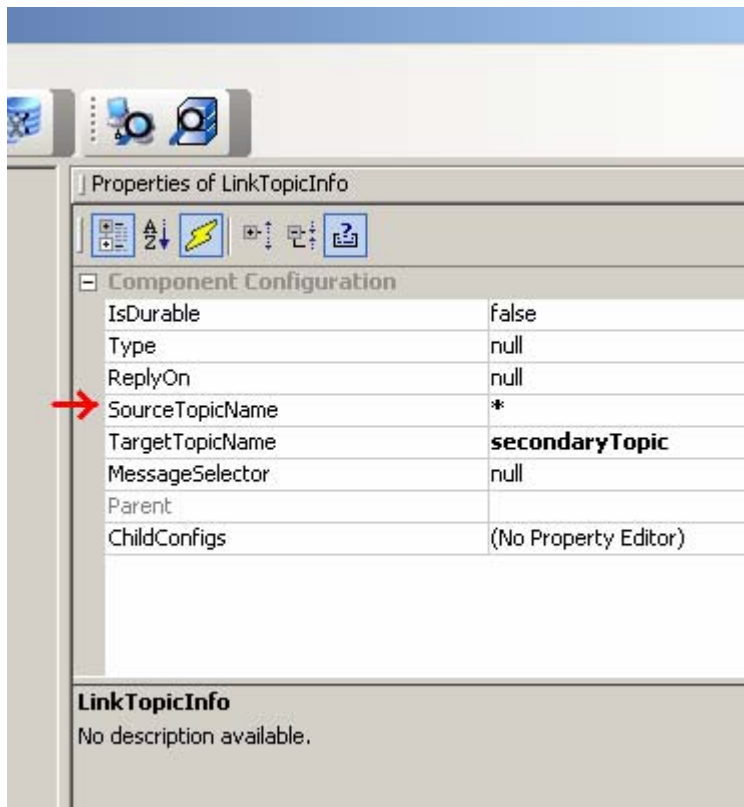 Properties of LinkTopicInfo
Component Configuration
IsDurable false
Type null
ReplyOn null
SourceTopicName *
TargetTopicName secondaryTopic
MessageSelector null
Parent
ChildConfigs (No Property Editor)
LinkTopicInfo
No description available.